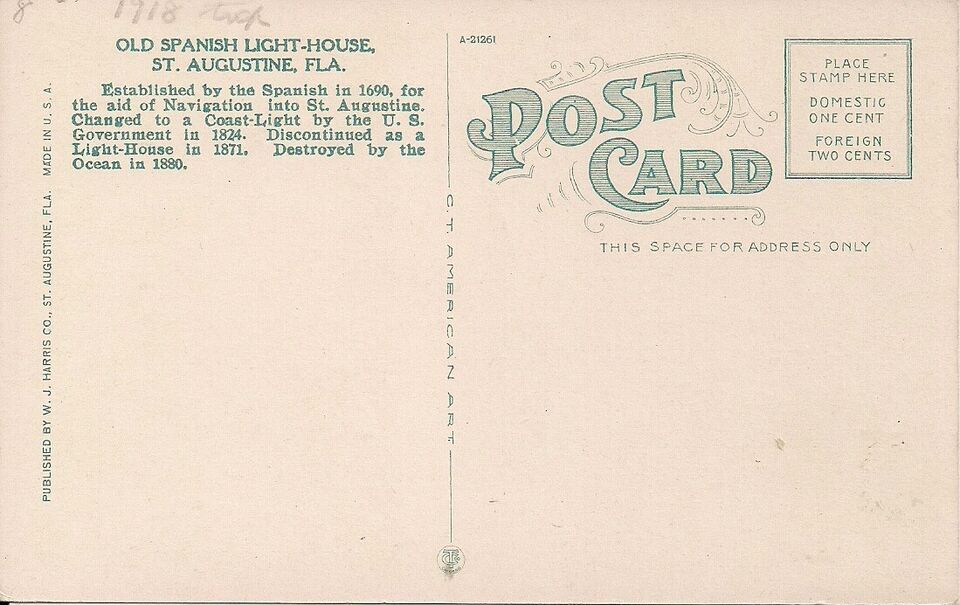 8
1918 trip
OLD SPANISH LIGHT-HOUSE,
ST. AUGUSTINE, FLA.
Established by the Spanish in 1690, for
the aid of Navigation into St. Augustine.
Changed to a Coast-Light by the U. S.
Government in 1824. Discontinued as a
Light-House in 1871. Destroyed by the
Ocean in 1880.
PUBLISHED BY W. J. HARRIS CO., ST. AUGUSTINE, FLA. MADE IN U. S. A.
C. T. AMERICAN ART
A-21261
POST
CARD
PLACE
STAMP HERE
DOMESTIC
ONE CENT
FOREIGN
TWO CENTS
THIS SPACE FOR ADDRESS ONLY